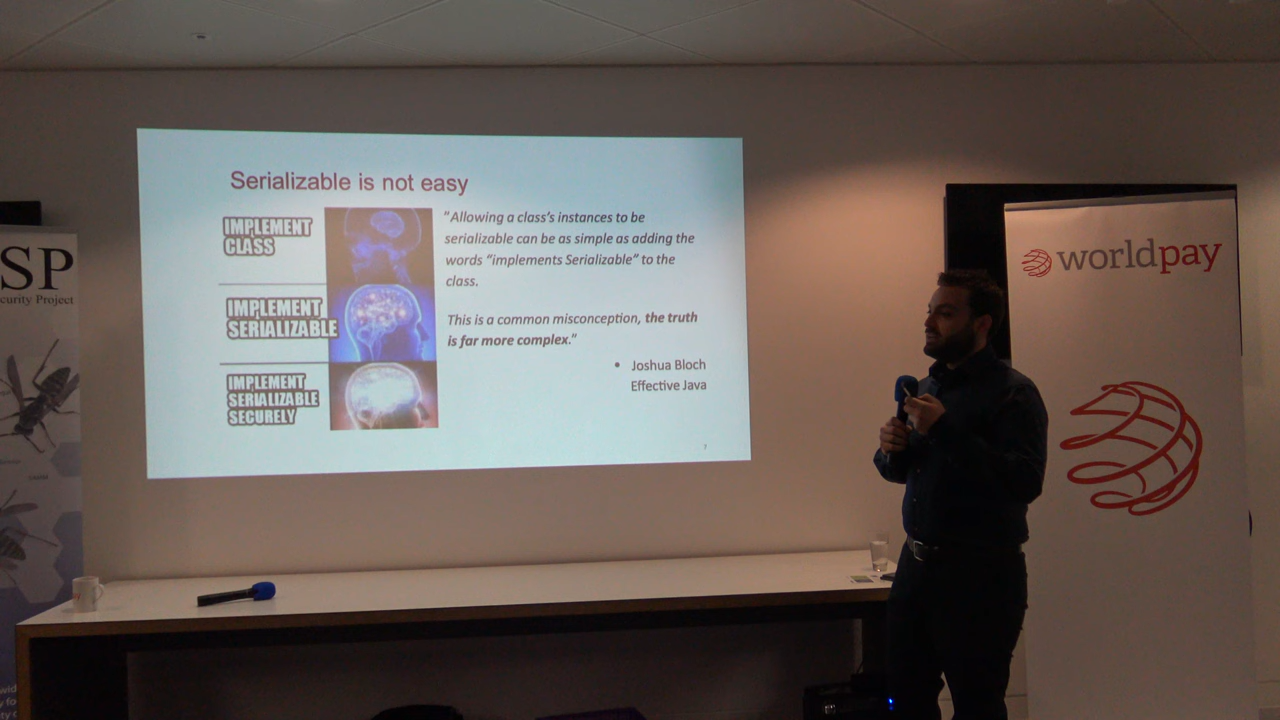 Serializable is not easy
IMPLEMENT
CLASS
IMPLEMENT
SERIALIZABLE
IMPLEMENT
SERIALIZABLE
SECURELY
"Allowing a class's instances to be
serializable can be as simple as adding the
words "implements Serializable" to the
class.
This is a common misconception, the truth
is far more complex."
• Joshua Bloch
Effective Java
SP
curity Project
worldpay